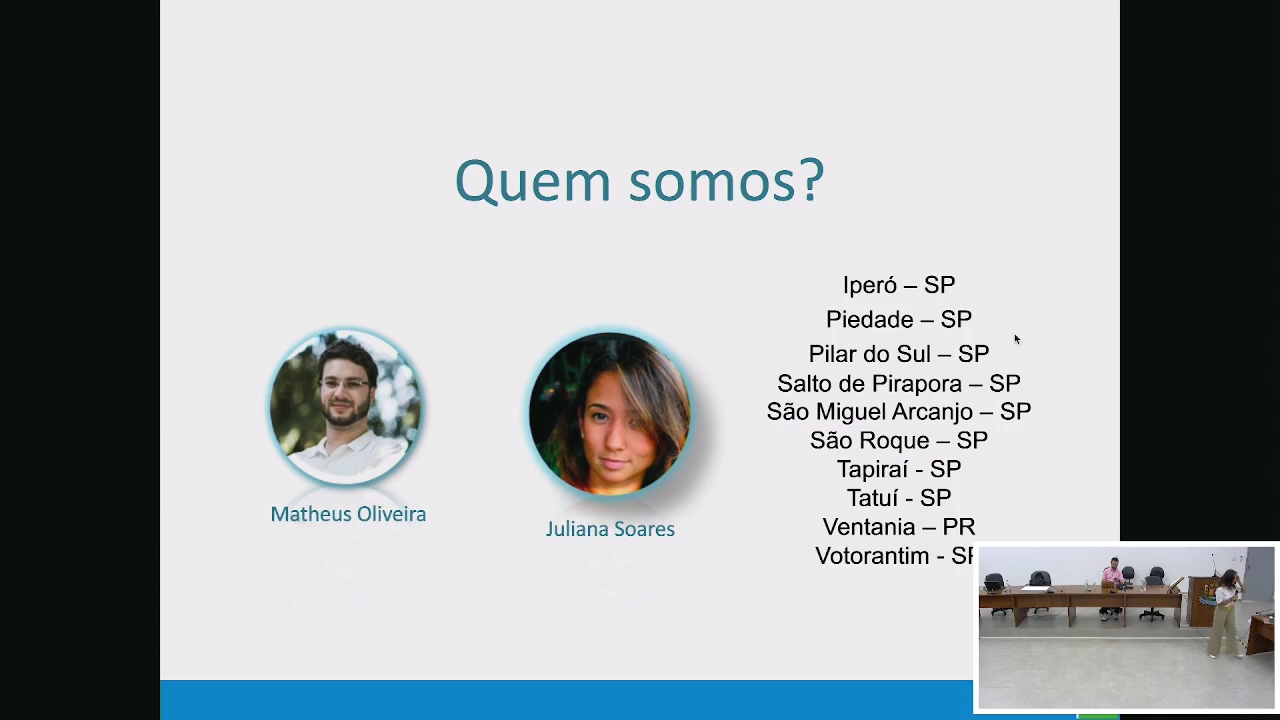 Quem somos?
Iperó – SP
Piedade – SP
Pilar do Sul – SP
Salto de Pirapora – SP
São Miguel Arcanjo – SP
São Roque – SP
Tapiraí - SP
Tatuí - SP
Ventania – PR
Votorantim - SP
Matheus Oliveira
Juliana Soares